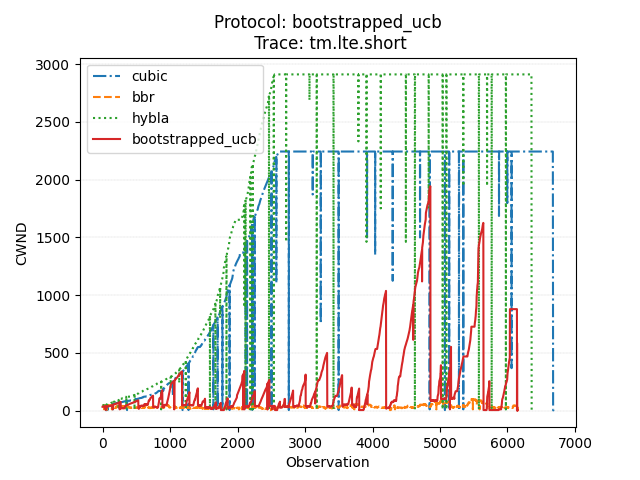 Protocol: bootstrapped_ucb
Trace: tm.lte.short
cubic
bbr
hybla
bootstrapped_ucb
CWND
3000
2500
2000
1500
1000
500
0
0 1000 2000 3000 4000 5000 6000 7000
Observation